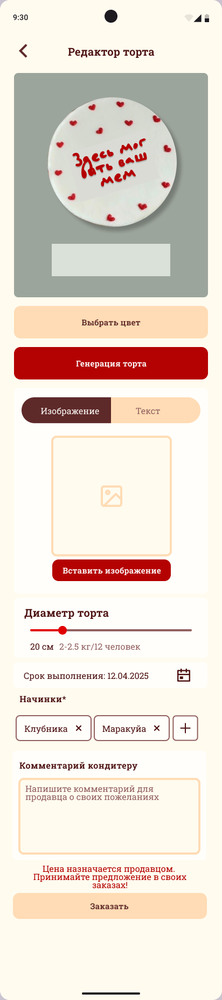 9:30
Редактор торта
Здесь мог
быть ваш
мем
Выбрать цвет
Генерация торта
Изображение Текст
Вставить изображение
Диаметр торта
20 см 2-2.5 кг/12 человек
Срок выполнения: 12.04.2025
Начинки*
Клубника Маракуйа
Комментарий кондитеру
Напишите комментарий для
продавца о своих пожеланиях
Цена назначается продавцом.
Принимайте предложение в своих
заказах!
Заказать